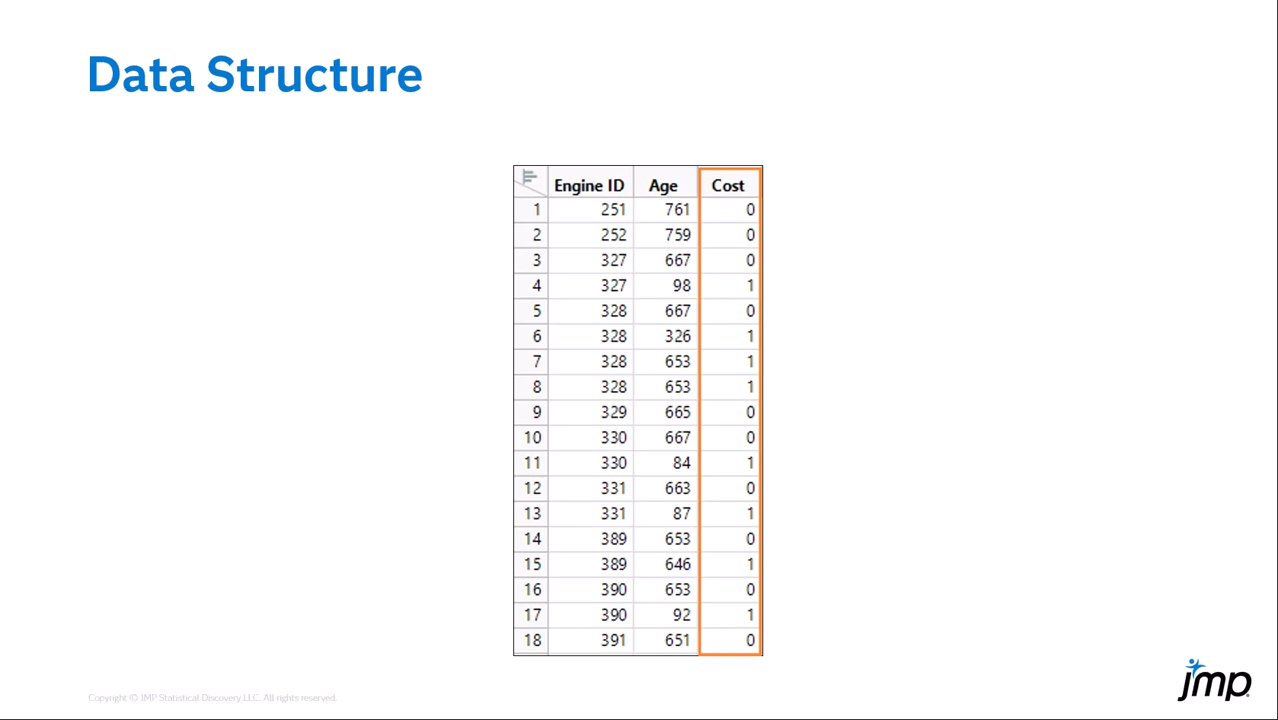 Data Structure
Engine ID Age Cost
1 251 761 0
2 252 759 0
3 327 667 0
4 327 98 1
5 328 667 0
6 328 326 1
7 328 653 1
8 328 653 1
9 329 665 0
10 330 667 0
11 330 84 1
12 331 663 0
13 331 87 1
14 389 653 0
15 389 646 1
16 390 653 0
17 390 92 1
18 391 651 0
Copyright © JMP Statistical Discovery LLC. All rights reserved.
jmp